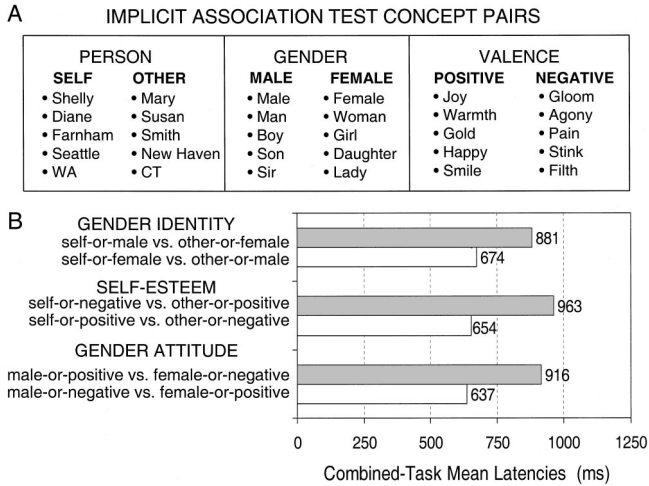 A IMPLICIT ASSOCIATION TEST CONCEPT PAIRS
PERSON GENDER VALENCE
SELF OTHER MALE FEMALE POSITIVE NEGATIVE
• Shelly • Mary • Male • Female • Joy • Gloom
• Diane • Susan • Man • Woman • Warmth • Agony
• Farnham • Smith • Boy • Girl • Gold • Pain
• Seattle • New Haven • Son • Daughter • Happy • Stink
• WA • CT • Sir • Lady • Smile • Filth
B
GENDER IDENTITY
self-or-male vs. other-or-female 881
self-or-female vs. other-or-male 674
SELF-ESTEEM
self-or-negative vs. other-or-positive 963
self-or-positive vs. other-or-negative 654
GENDER ATTITUDE
male-or-positive vs. female-or-negative 916
male-or-negative vs. female-or-positive 637
0 250 500 750 1000 1250
Combined-Task Mean Latencies (ms)